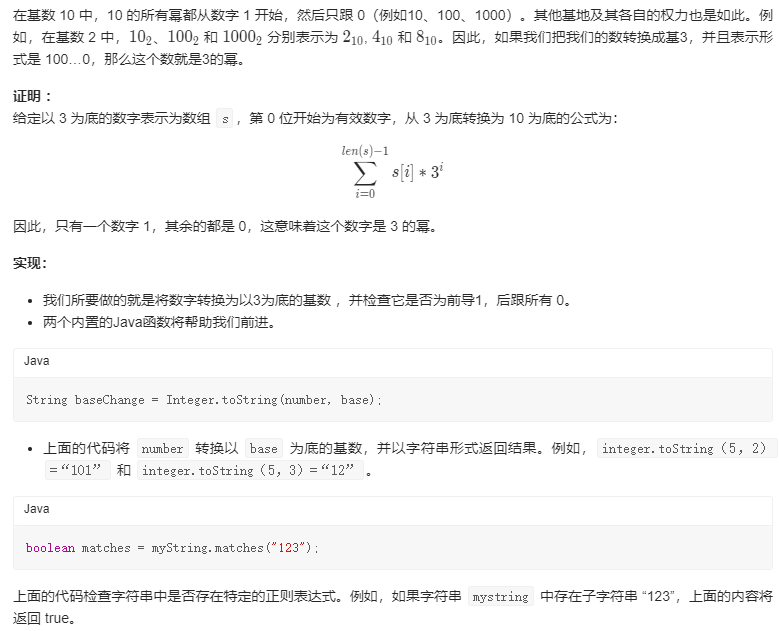 在基数 10 中，10 的所有幂都从数字 1 开始，然后只跟 0（例如10、100、1000）。其他基地及其各自的权力也是如此。例
如，在基数 2 中，10₂、100₂ 和 1000₂ 分别表示为 2₁₀, 4₁₀ 和 8₁₀。因此，如果我们把我们的数转换成基3，并且表示形
式是 100…0，那么这个数就是3的幂。
证明：
给定以 3 为底的数字表示为数组 s，第 0 位开始为有效数字，从 3 为底转换为 10 为底的公式为：
len(s)−1
∑ s[i] * 3ⁱ
i=0
因此，只有一个数字 1，其余的都是 0，这意味着这个数字是 3 的幂。
实现：
• 我们所要做的就是将数字转换为以3为底的基数 ，并检查它是否为前导1，后跟所有 0。
• 两个内置的Java函数将帮助我们前进。
Java
String baseChange = Integer.toString(number, base);
• 上面的代码将 number 转换以 base 为底的基数，并以字符串形式返回结果。例如， integer.toString（5，2）
=“101” 和 integer.toString（5，3）=“12” 。
Java
boolean matches = myString.matches("123");
上面的代码检查字符串中是否存在特定的正则表达式。例如，如果字符串 mystring 中存在子字符串 “123”，上面的内容将
返回 true。